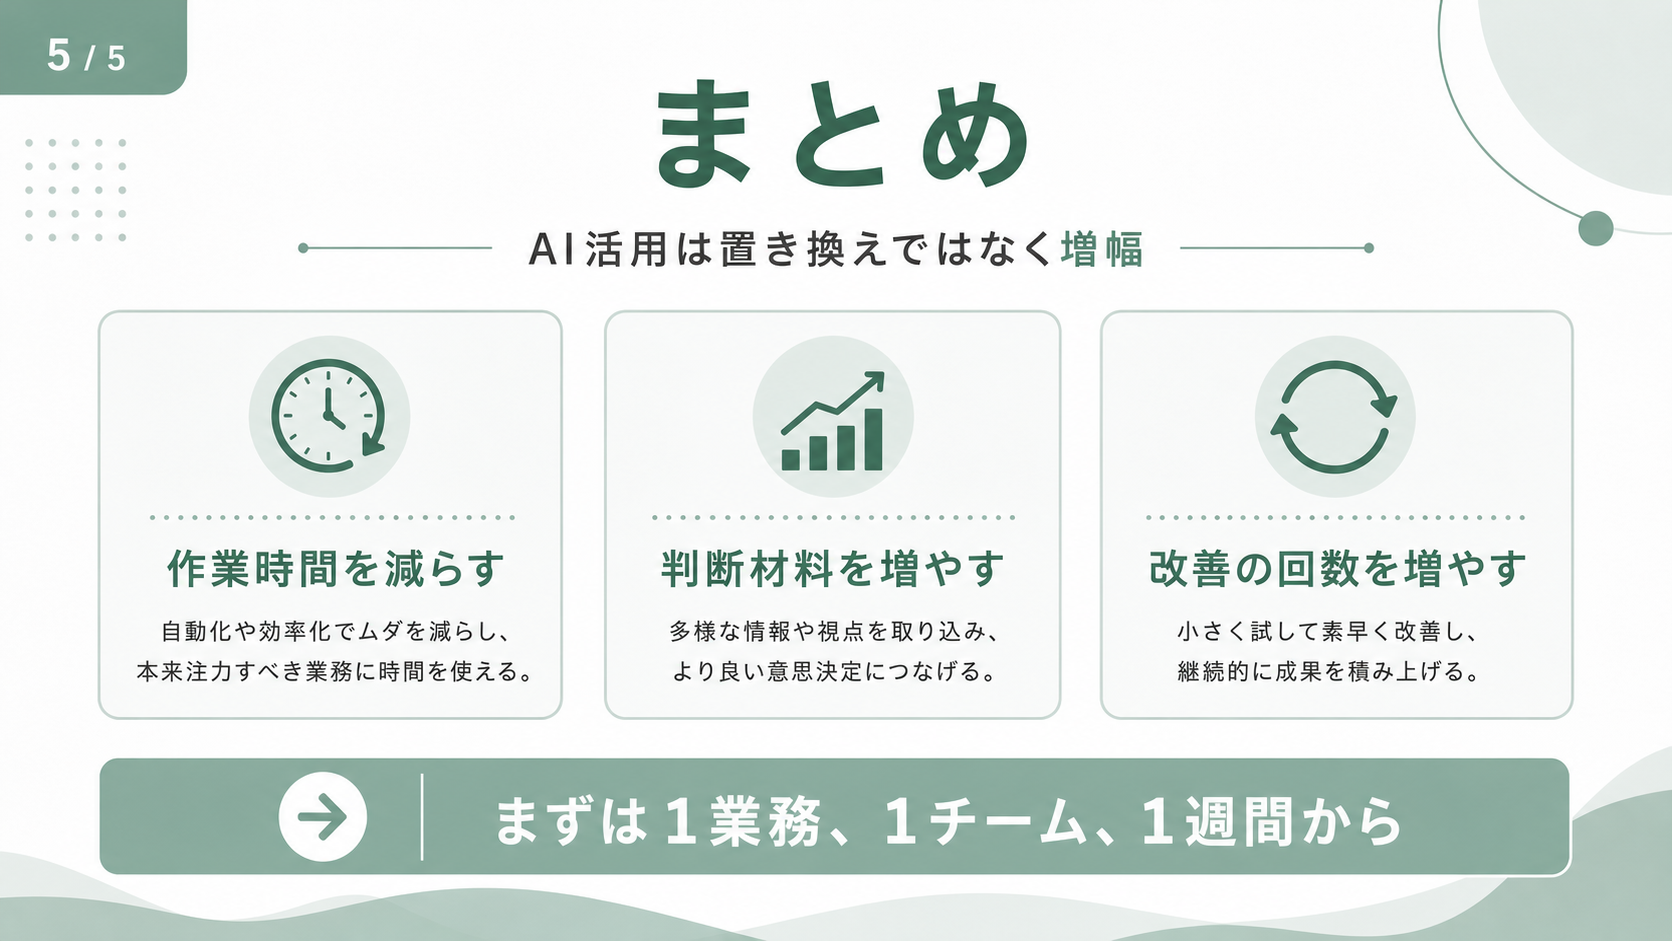 5 / 5
まとめ
AI活用は置き換えではなく増幅
作業時間を減らす
自動化や効率化でムダを減らし、
本来注力すべき業務に時間を使える。
判断材料を増やす
多様な情報や視点を取り込み、
より良い意思決定につなげる。
改善の回数を増やす
小さく試して素早く改善し、
継続的に成果を積み上げる。
まずは1業務、1チーム、1週間から